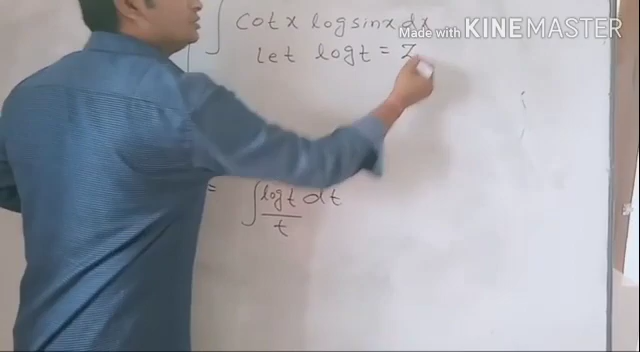 ∫ cot x log sin x dx
Made with KINEMASTER
let log t = Z
= ∫ log t / t dt